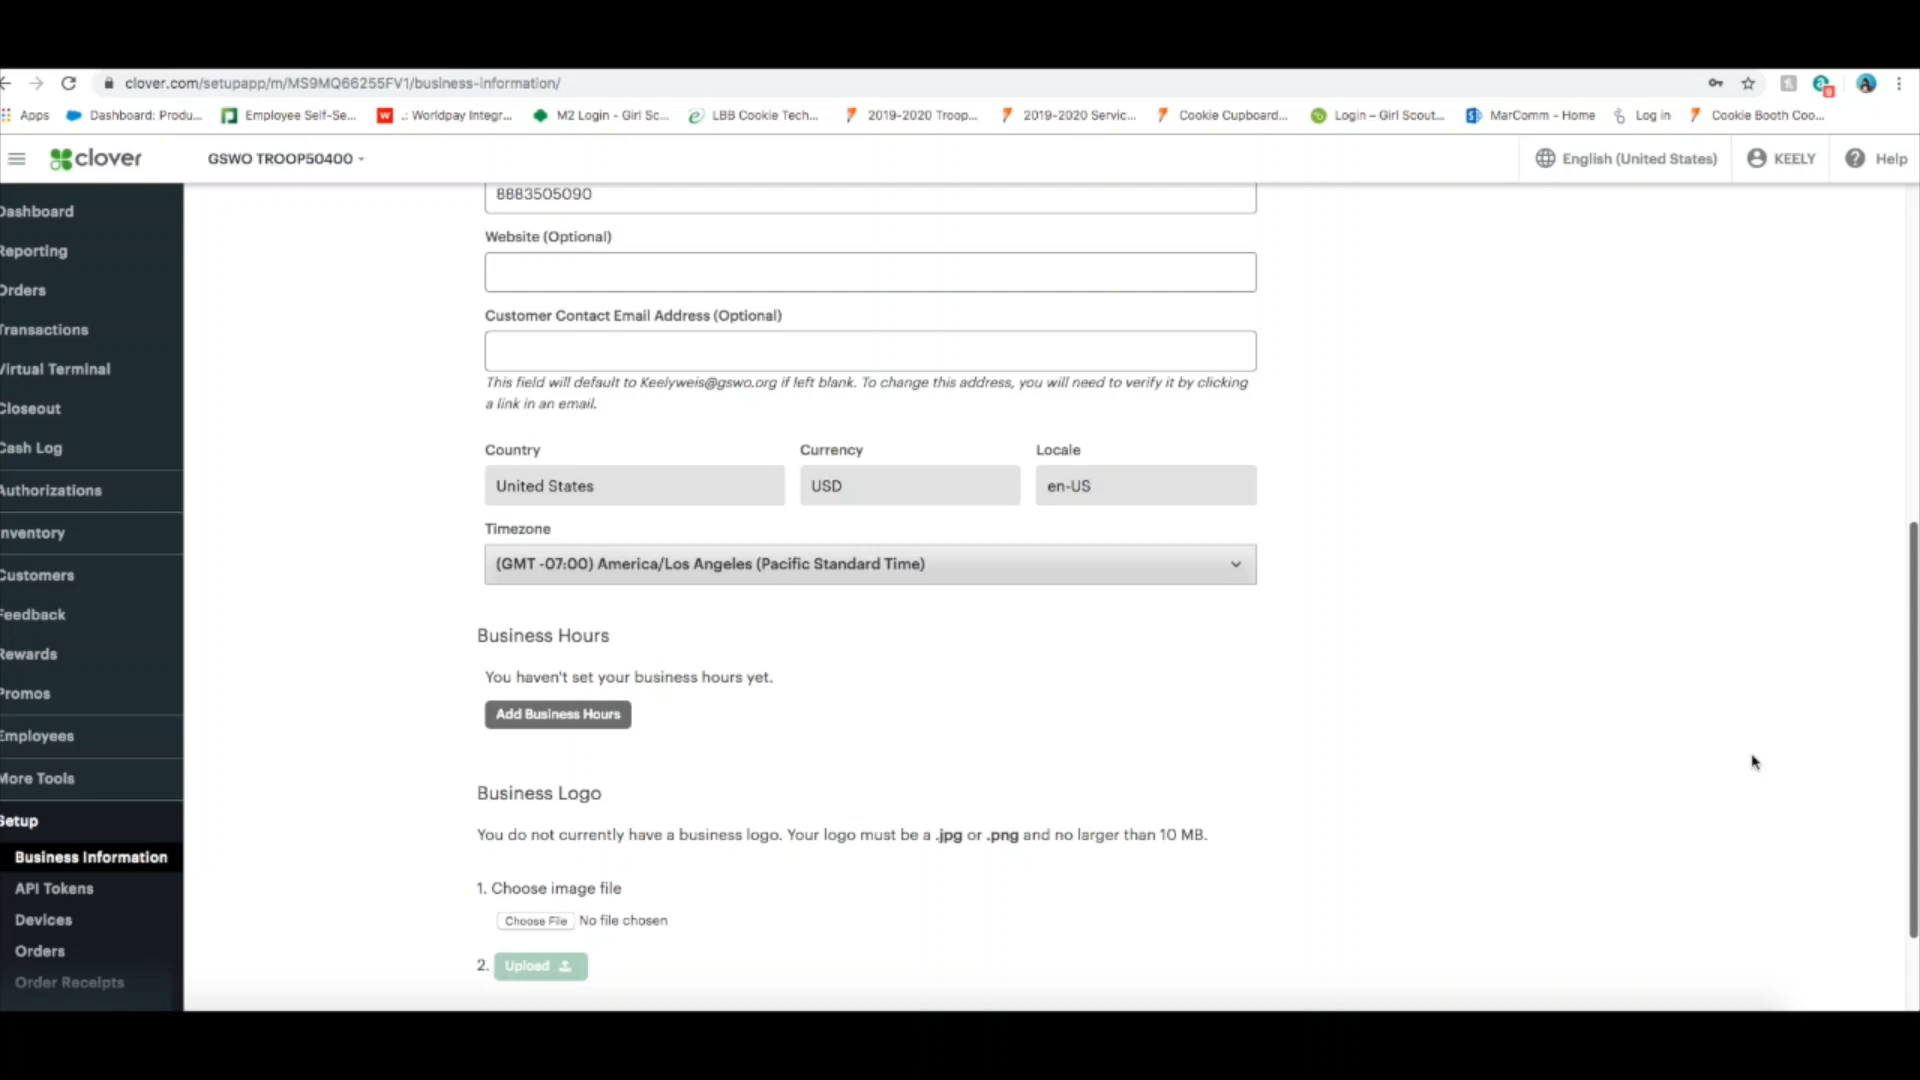 clover.com/setupapp/m/MS9MQ66255FV1/business-information/
Apps Dashboard: Produ... Employee Self-Se... .: Worldpay Integr... M2 Login - Girl Sc... LBB Cookie Tech... 2019-2020 Troop... 2019-2020 Servic... Cookie Cupboard... Login – Girl Scout... MarComm - Home Log in Cookie Booth Coo...
clover GSWO TROOP50400 English (United States) KEELY Help
Dashboard
Reporting
Orders
Transactions
Virtual Terminal
Closeout
Cash Log
Authorizations
Inventory
Customers
Feedback
Rewards
Promos
Employees
More Tools
Setup
Business Information
API Tokens
Devices
Orders
Order Receipts
8883505090
Website (Optional)
Customer Contact Email Address (Optional)
This field will default to Keelyweis@gswo.org if left blank. To change this address, you will need to verify it by clicking
a link in an email.
Country Currency Locale
United States USD en-US
Timezone
(GMT -07:00) America/Los Angeles (Pacific Standard Time)
Business Hours
You haven't set your business hours yet.
Add Business Hours
Business Logo
You do not currently have a business logo. Your logo must be a .jpg or .png and no larger than 10 MB.
1. Choose image file
Choose File No file chosen
2. Upload